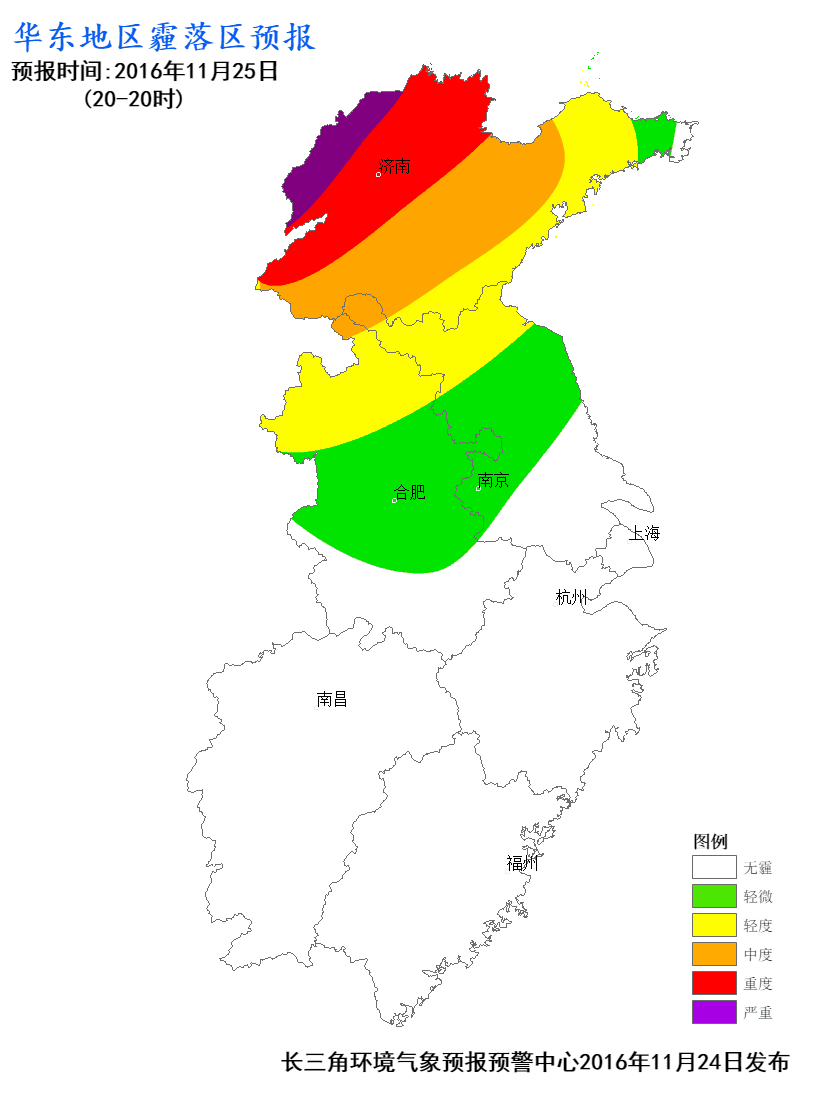 华东地区霾落区预报
预报时间:2016年11月25日
(20-20时)
济南
南京
合肥
上海
杭州
南昌
福州
图例
无霾
轻微
轻度
中度
重度
严重
长三角环境气象预报预警中心2016年11月24日发布